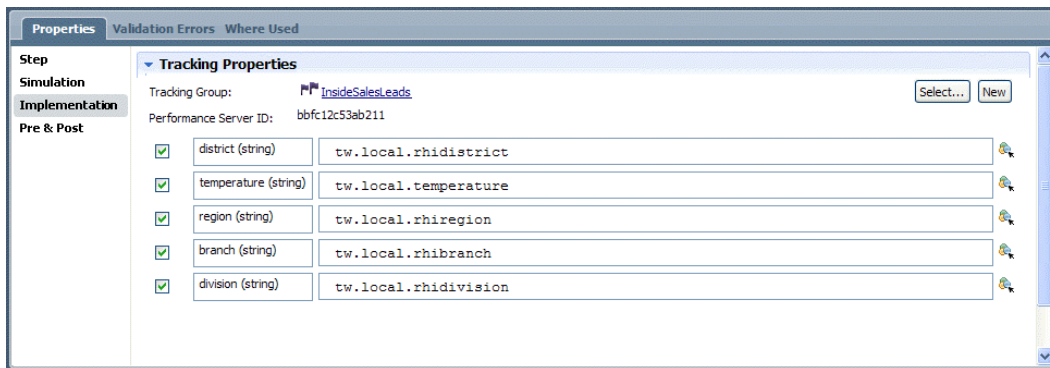 Properties Validation Errors Where Used
Step
Simulation
Implementation
Pre & Post
Tracking Properties
Tracking Group: InsideSalesLeads Select... New
Performance Server ID: bbfc12c53ab211
district (string) tw.local.rhidistrict
temperature (string) tw.local.temperature
region (string) tw.local.rhiregion
branch (string) tw.local.rhibranch
division (string) tw.local.rhidivision